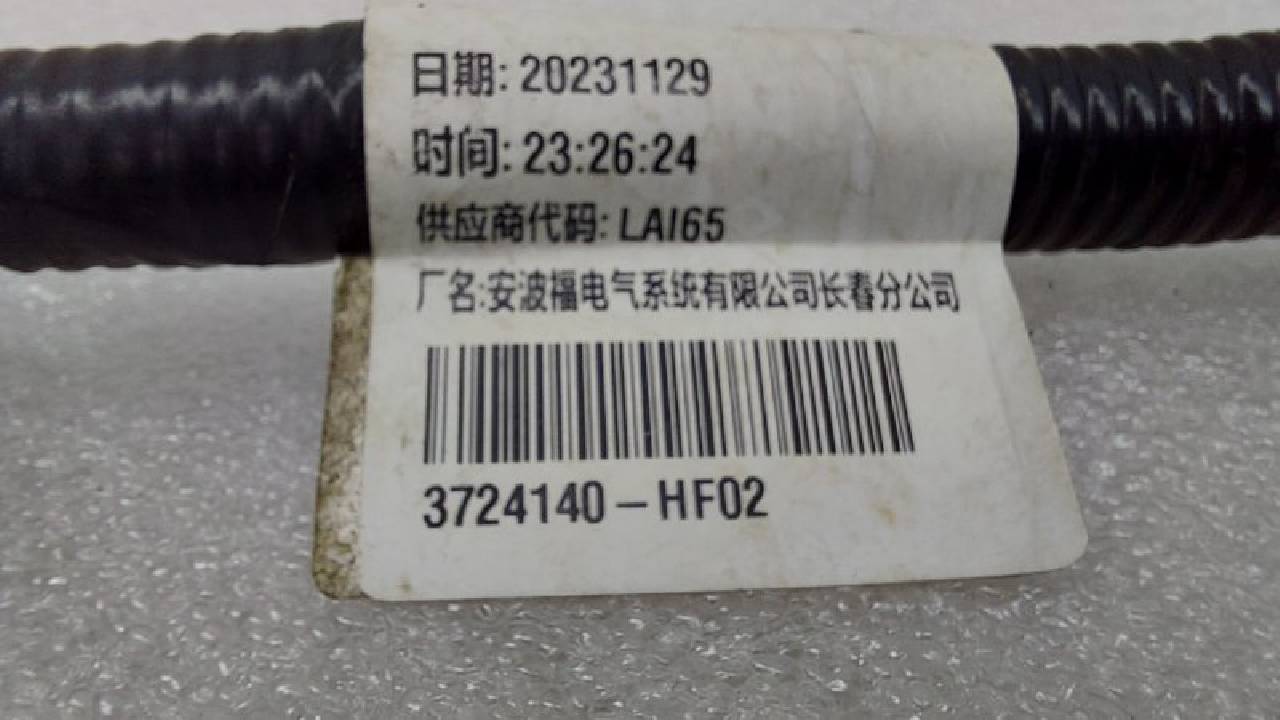 日期: 20231129
时间: 23:26:24
供应商代码: LAI65
厂名:安波福电气系统有限公司长春分公司
3724140-HF02